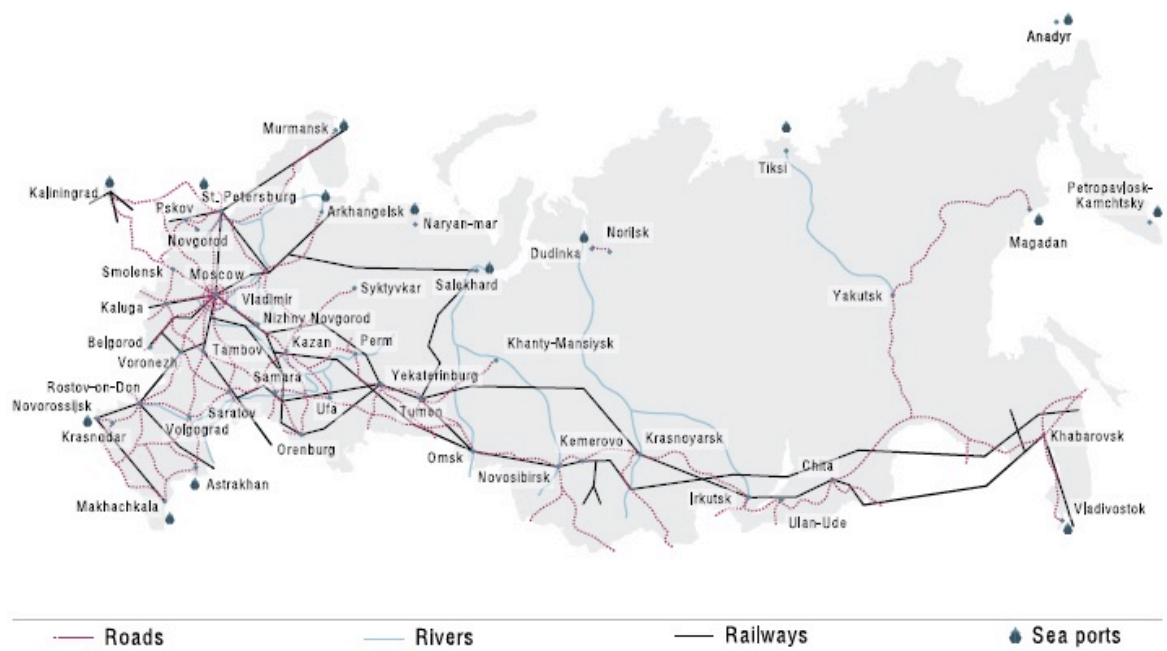 Anadyr
Murmansk
Tiksi
Kaliningrad
St. Petersburg
Pskov
Arkhangelsk
Petropavlosk-
Kamchtsky
Novgorod
Naryan-mar
Norilsk
Dudinka
Magadan
Smolensk
Moscow
Salekhard
Syktyvkar
Yakutsk
Kaluga
Vladimir
Nizhny Novgorod
Belgorod
Kazan
Perm
Khanty-Mansiysk
Voronezh
Tambov
Yekaterinburg
Samara
Rostov-on-Don
Novorossijsk
Saratov
Ufa
Tumen
Krasnodar
Volgograd
Orenburg
Omsk
Kemerovo
Krasnoyarsk
Khabarovsk
Novosibirsk
Chita
Astrakhan
Irkutsk
Makhachkala
Ulan-Ude
Vladivostok
Roads
Rivers
Railways
Sea ports